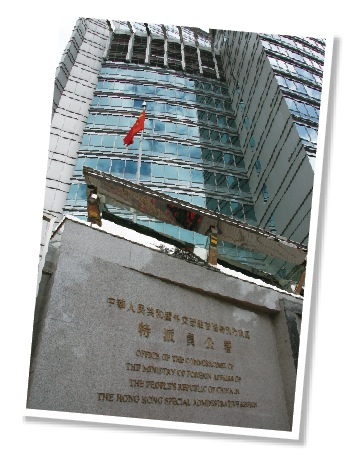 中華人民共和國外交部駐香港特別行政區
特派員公署
OFFICE OF THE COMMISSIONER OF
THE MINISTRY OF FOREIGN AFFAIRS OF
THE PEOPLE'S REPUBLIC OF CHINA IN
THE HONG KONG SPECIAL ADMINISTRATIVE REGION